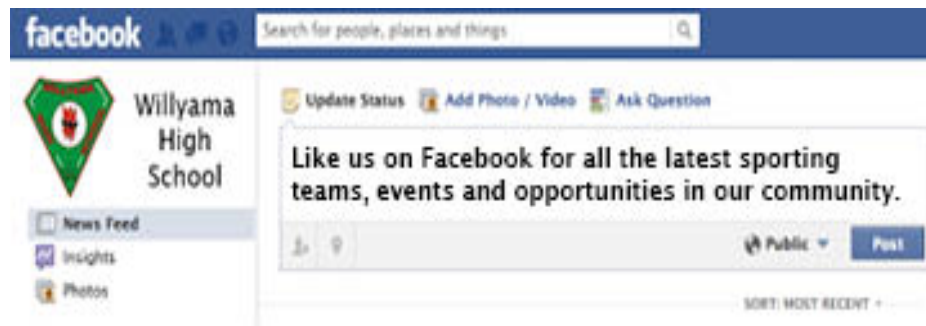 facebook
Search for people, places and things
Willyama
High
School
Update Status Add Photo / Video Ask Question
Like us on Facebook for all the latest sporting
teams, events and opportunities in our community.
News Feed
Insights
Photos
Public Post
SORT: MOST RECENT